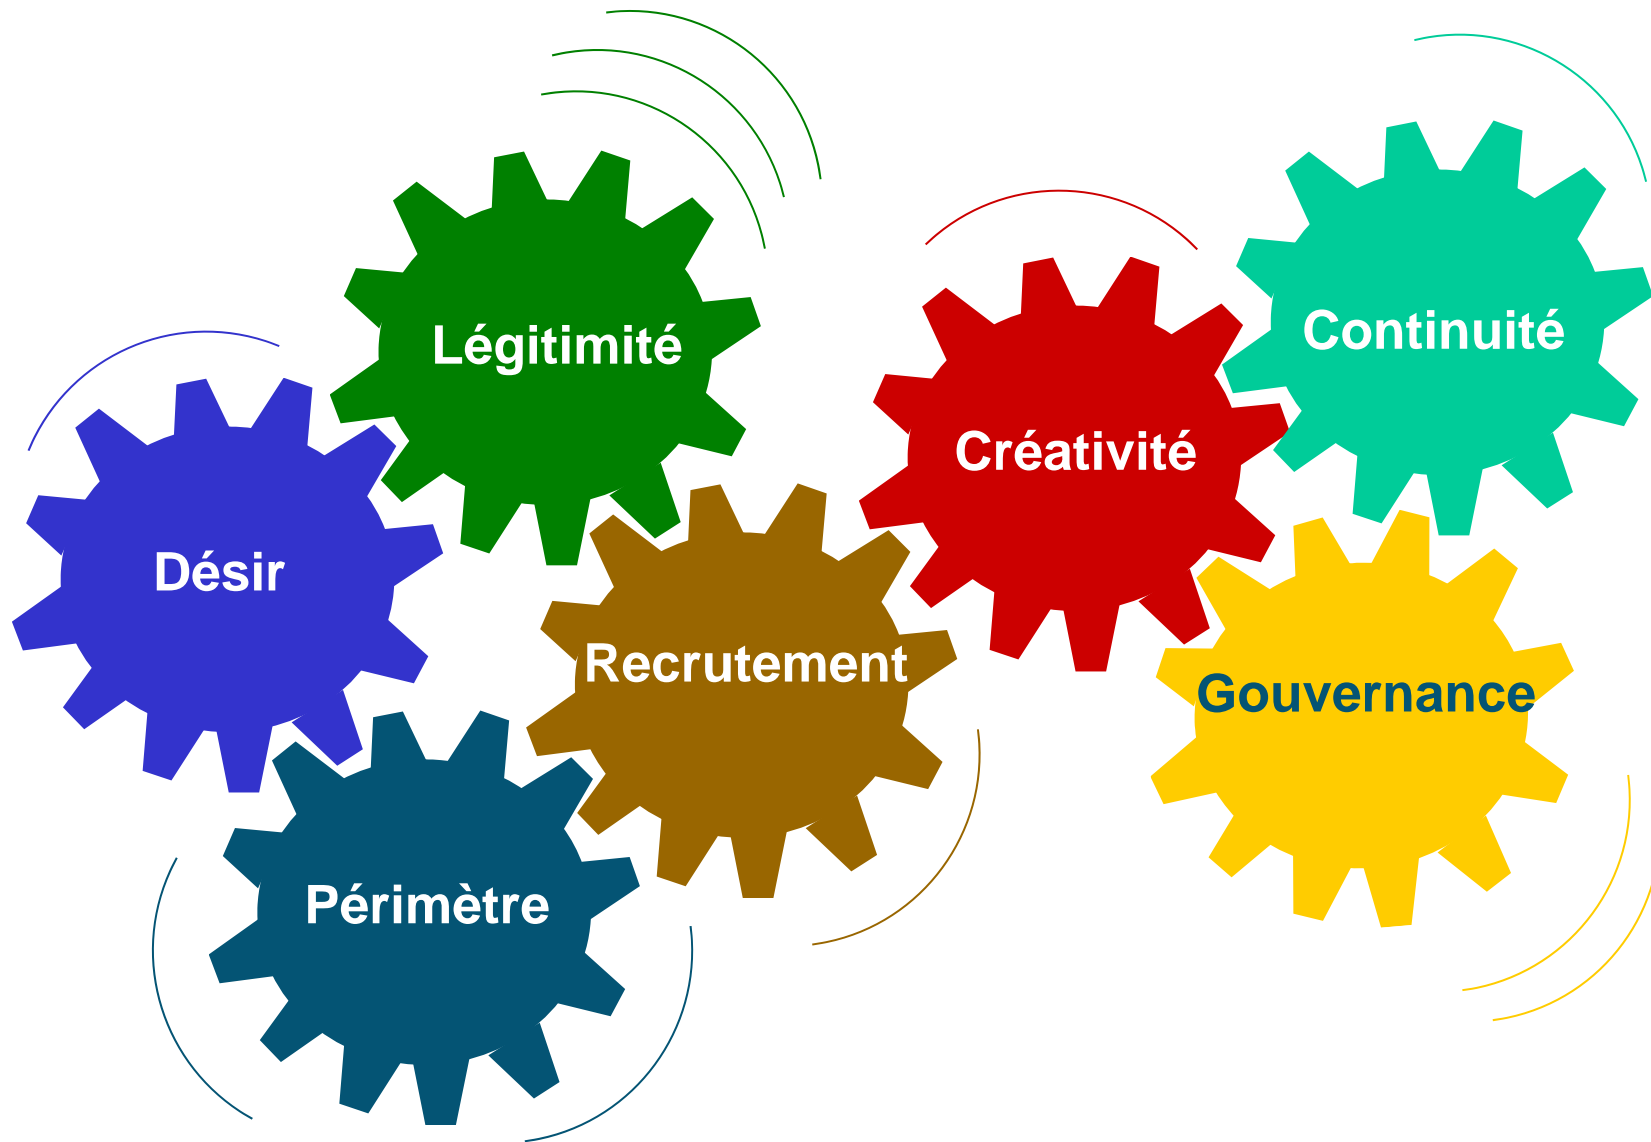 Légitimité
Continuité
Créativité
Désir
Recrutement
Gouvernance
Périmètre